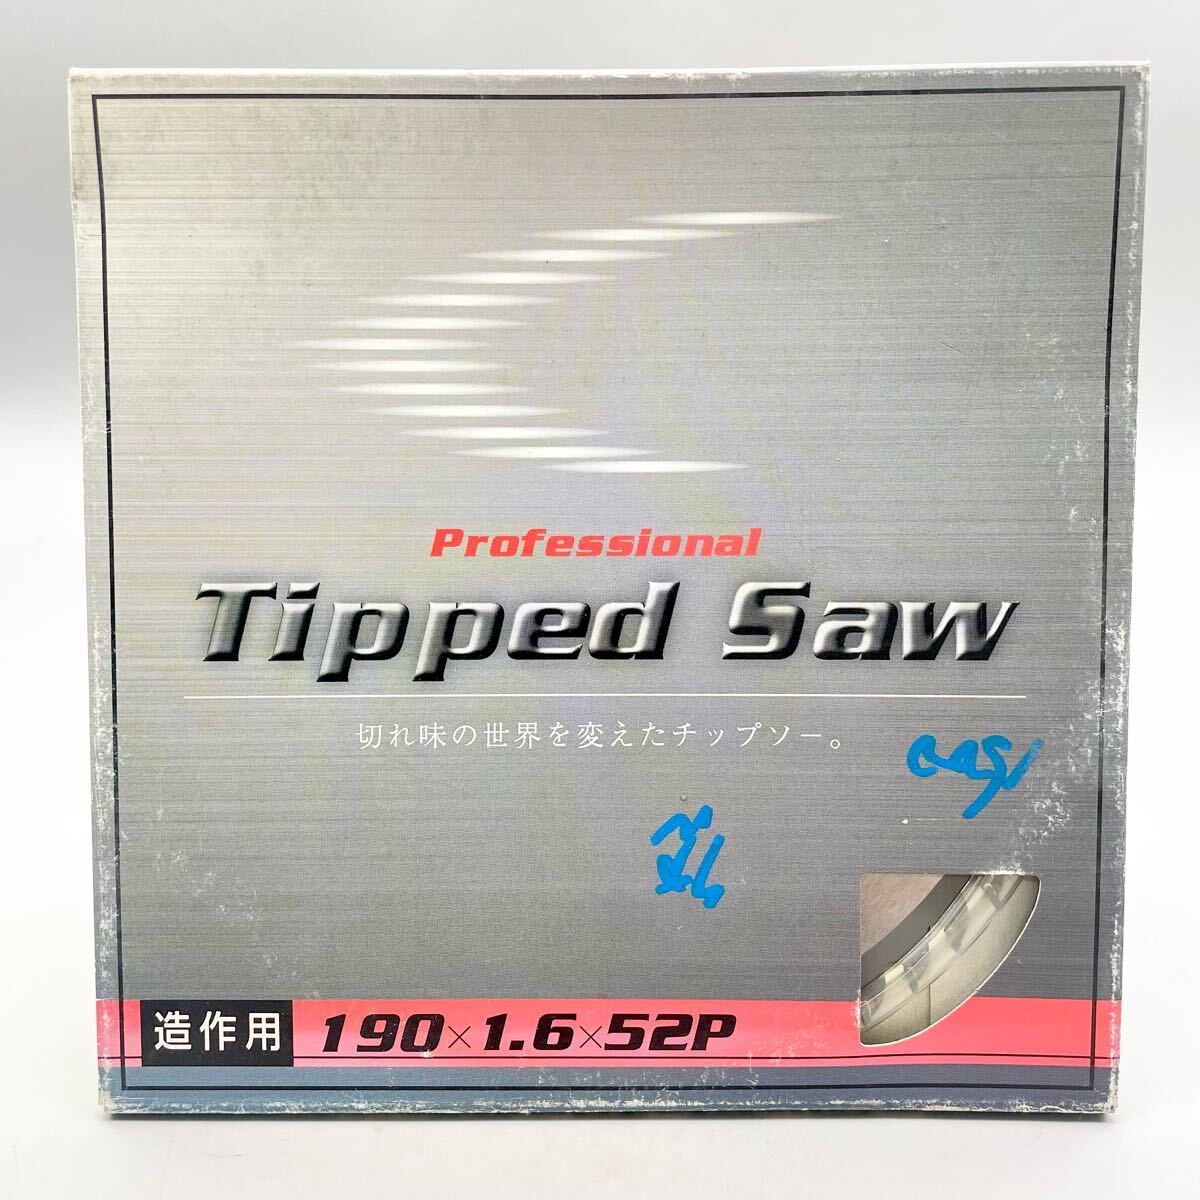 Professional
Tipped Saw
切れ味の世界を変えたチップソー。
造作用 190×1.6×52P